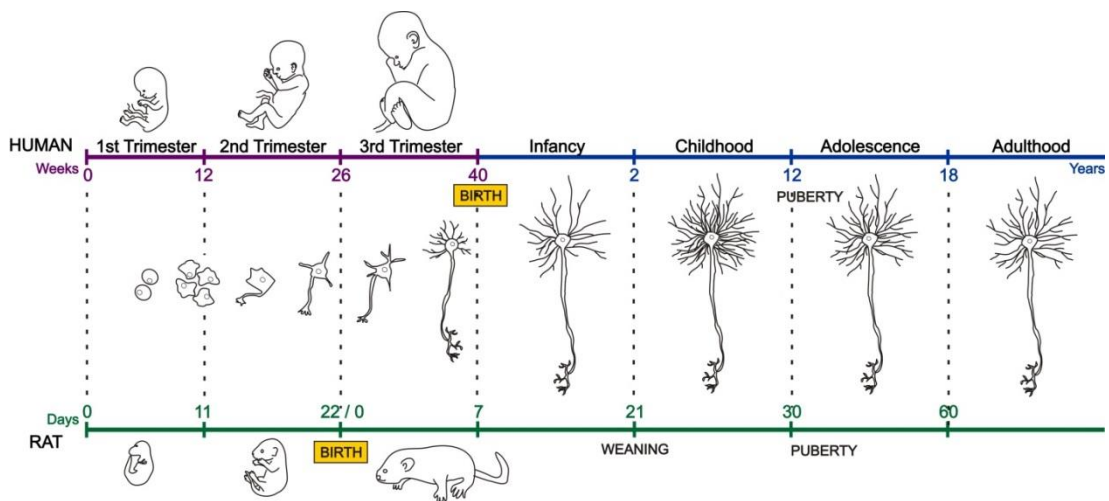 HUMAN 1st Trimester 2nd Trimester 3rd Trimester Infancy Childhood Adolescence Adulthood
Weeks 0 12 26 40 2 12 18 Years
BIRTH PUBERTY
Days 0 11 22 / 0 7 21 30 60
RAT BIRTH WEANING PUBERTY